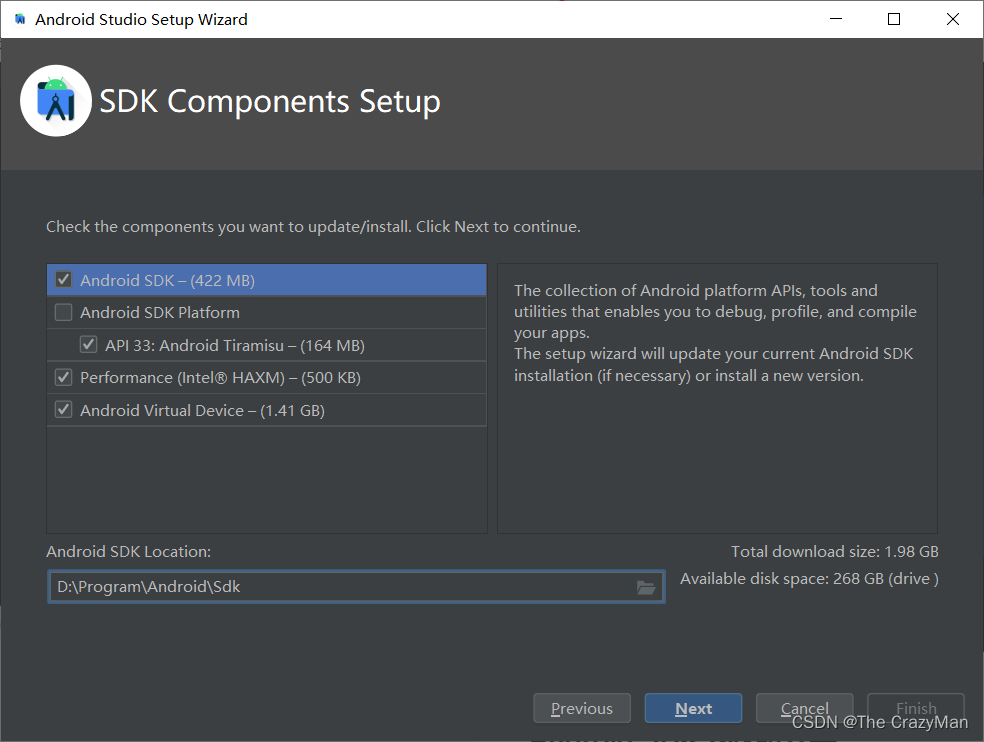 Android Studio Setup Wizard
SDK Components Setup
Check the components you want to update/install. Click Next to continue.
Android SDK – (422 MB)
Android SDK Platform
API 33: Android Tiramisu – (164 MB)
Performance (Intel® HAXM) – (500 KB)
Android Virtual Device – (1.41 GB)
The collection of Android platform APIs, tools and
utilities that enables you to debug, profile, and compile
your apps.
The setup wizard will update your current Android SDK
installation (if necessary) or install a new version.
Android SDK Location:
Total download size: 1.98 GB
D:\Program\Android\Sdk
Available disk space: 268 GB (drive )
Previous
Next
Cancel
Finish
CSDN @The CrazyMan